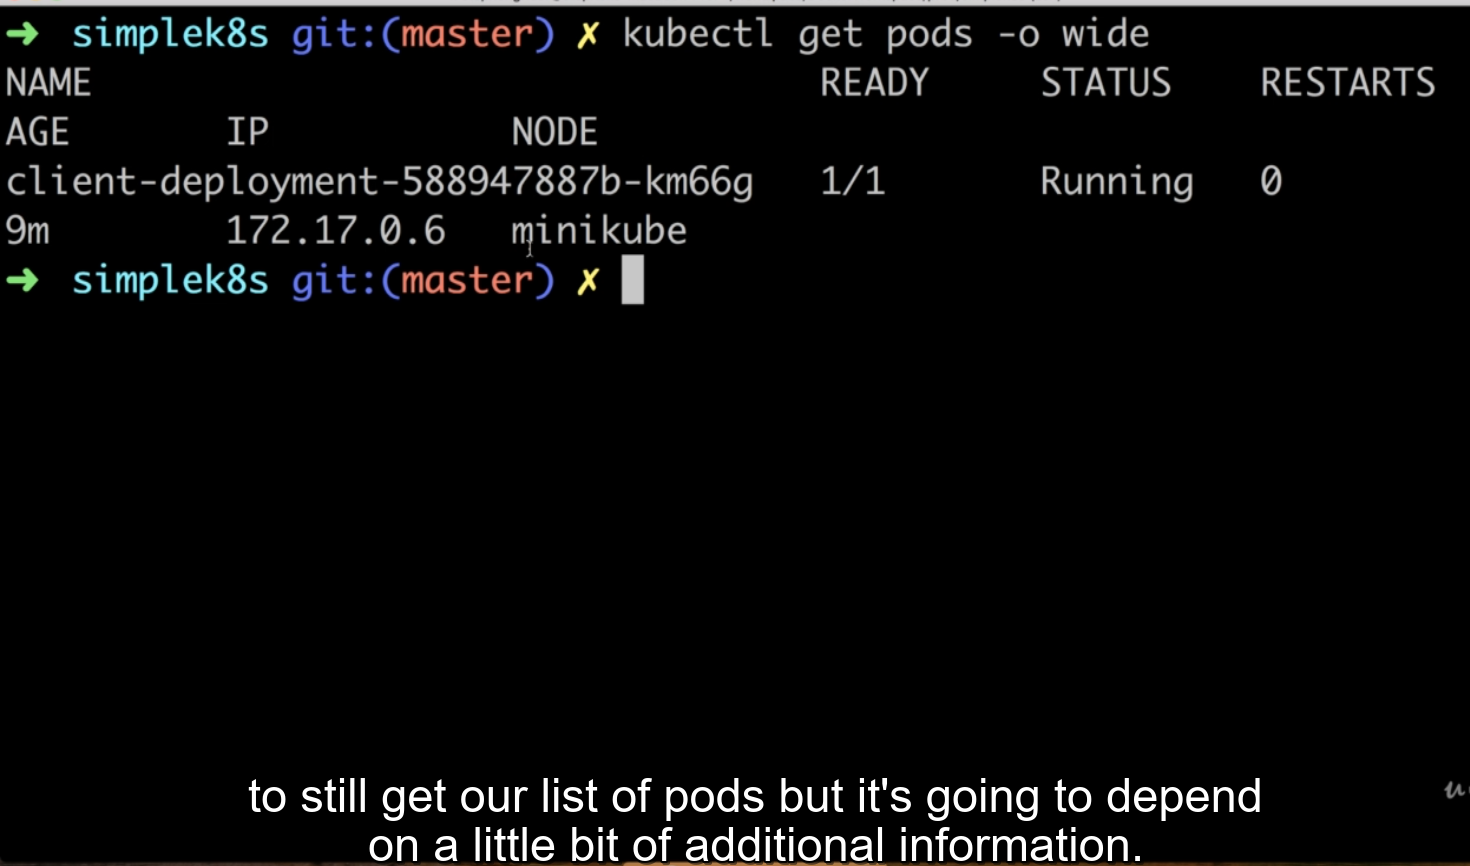 ➜ simplek8s git:(master) ✗ kubectl get pods -o wide
NAME READY STATUS RESTARTS
AGE IP NODE
client-deployment-588947887b-km66g 1/1 Running 0
9m 172.17.0.6 minikube
➜ simplek8s git:(master) ✗
to still get our list of pods but it's going to depend
on a little bit of additional information.